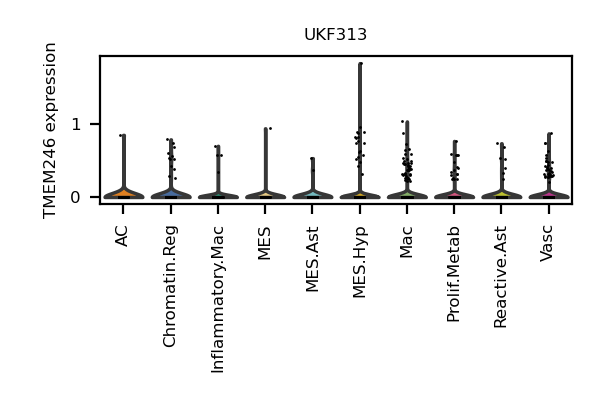 UKF313
TMEM246 expression
1
0
AC
Chromatin.Reg
Inflammatory.Mac
MES
MES.Ast
MES.Hyp
Mac
Prolif.Metab
Reactive.Ast
Vasc